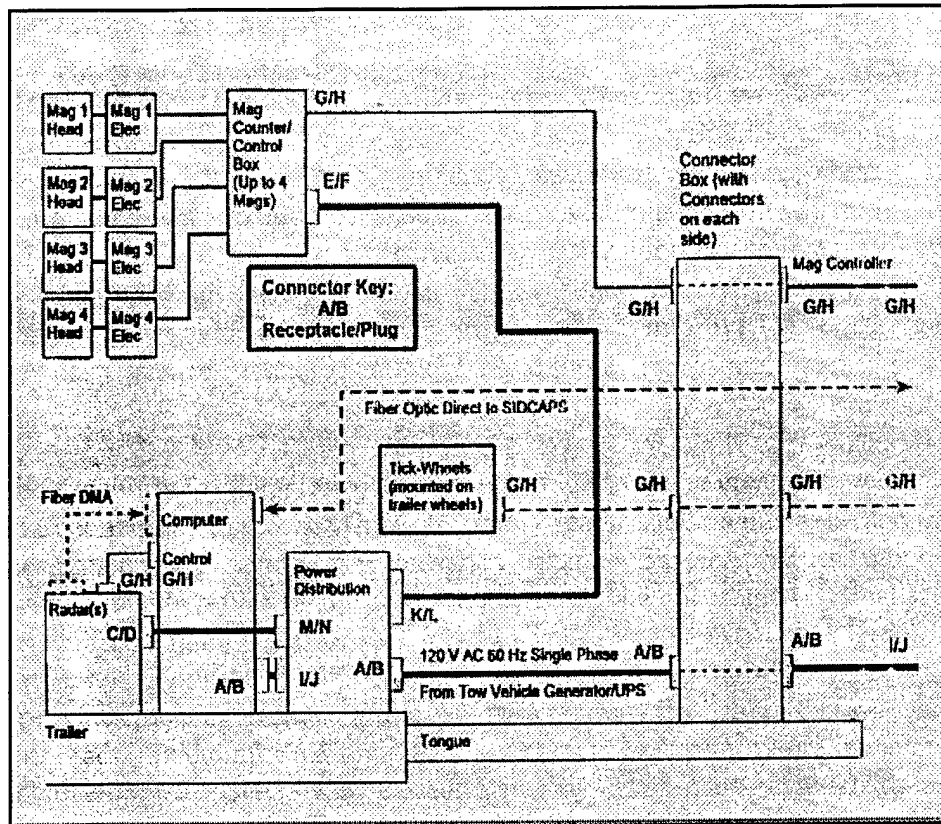 Mag 1
Head
Mag 1
Elec
Mag 2
Head
Mag 2
Elec
Mag 3
Head
Mag 3
Elec
Mag 4
Head
Mag 4
Elec
Mag
Counter/
Control
Box
(Up to 4
Mags)
G/H
E/F
Connector Key:
A/B
Receptacle/Plug
Connector
Box (with
Connectors
on each
side)
Mag Controller
G/H
G/H
G/H
Fiber Optic Direct to SIDCAPS
Tick-Wheels
(mounted on
trailer wheels)
G/H
G/H
G/H
G/H
Fiber DMA
Computer
Control
G/H
G/H
Radar(s)
C/D
Power
Distribution
M/N
K/L
A/B
I/J
A/B
120 V AC 60 Hz Single Phase
From Tow Vehicle Generator/UPS
A/B
A/B
I/J
Trailer
Tongue